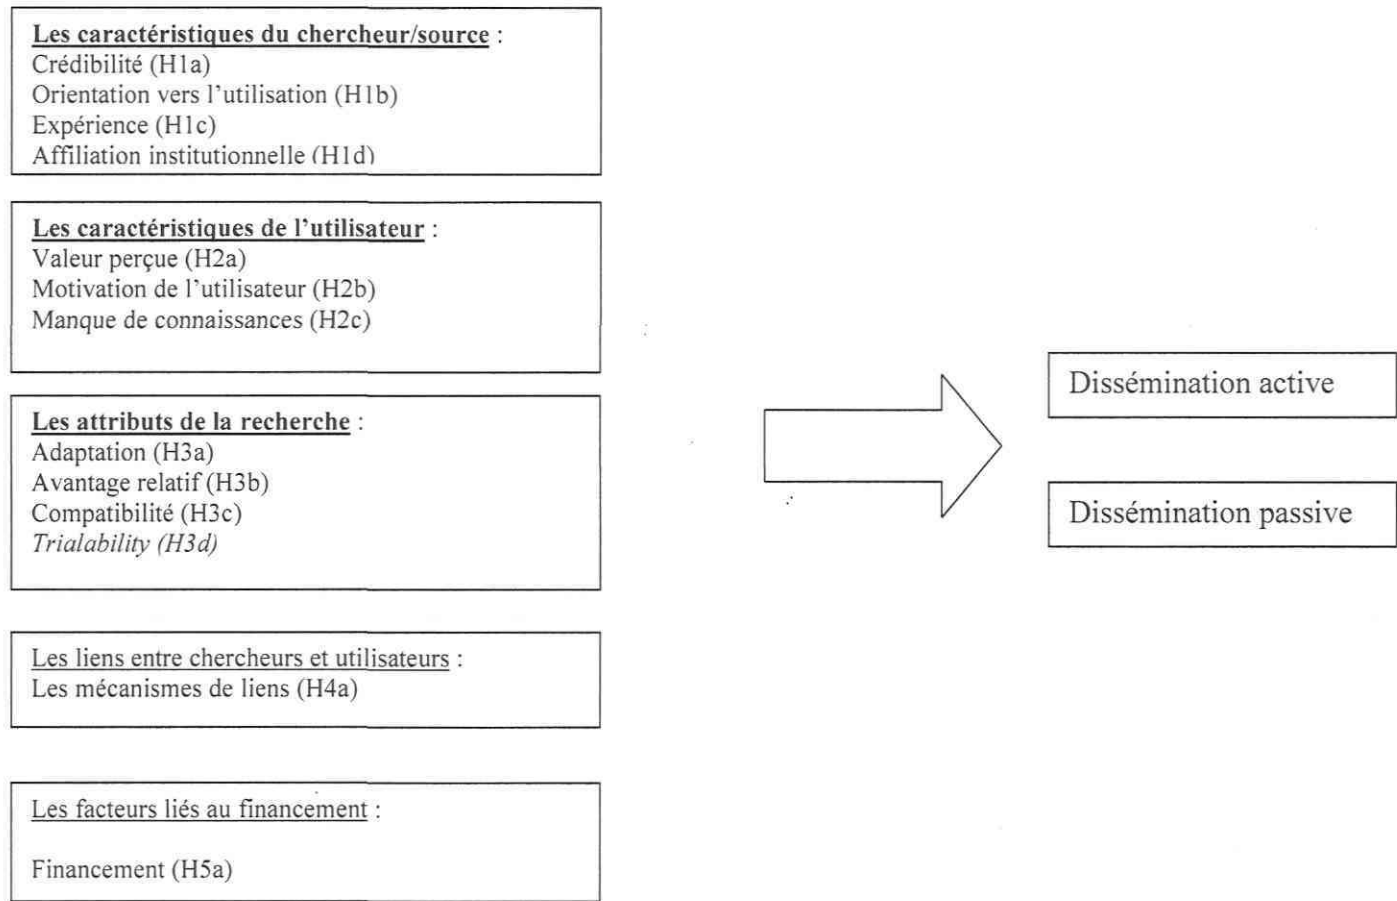 Les caractéristiques du chercheur/source :
Crédibilité (H1a)
Orientation vers l'utilisation (H1b)
Expérience (H1c)
Affiliation institutionnelle (H1d)
Les caractéristiques de l'utilisateur :
Valeur perçue (H2a)
Motivation de l'utilisateur (H2b)
Manque de connaissances (H2c)
Les attributs de la recherche :
Adaptation (H3a)
Avantage relatif (H3b)
Compatibilité (H3c)
Trialability (H3d)
Les liens entre chercheurs et utilisateurs :
Les mécanismes de liens (H4a)
Les facteurs liés au financement :
Financement (H5a)
Dissémination active
Dissémination passive